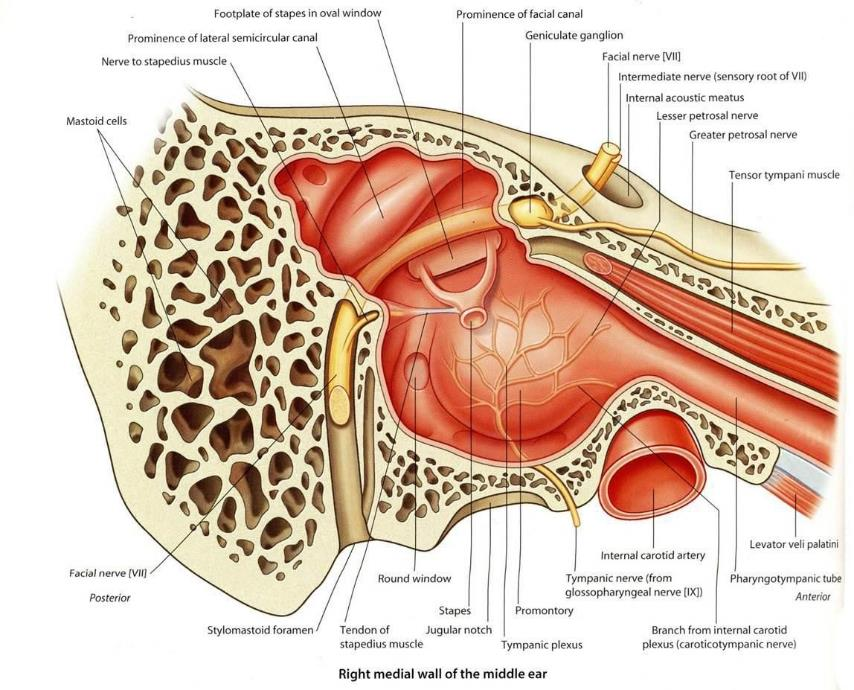 Footplate of stapes in oval window
Prominence of facial canal
Prominence of lateral semicircular canal
Geniculate ganglion
Nerve to stapedius muscle
Facial nerve [VII]
Intermediate nerve (sensory root of VII)
Internal acoustic meatus
Mastoid cells
Lesser petrosal nerve
Greater petrosal nerve
Tensor tympani muscle
Levator veli palatini
Internal carotid artery
Facial nerve [VII]
Posterior
Round window
Tympanic nerve (from
glossopharyngeal nerve [IX])
Pharyngotympanic tube
Anterior
Stapes
Promontory
Stylomastoid foramen
Tendon of
stapedius muscle
Jugular notch
Tympanic plexus
Branch from internal carotid
plexus (caroticotympanic nerve)
Right medial wall of the middle ear